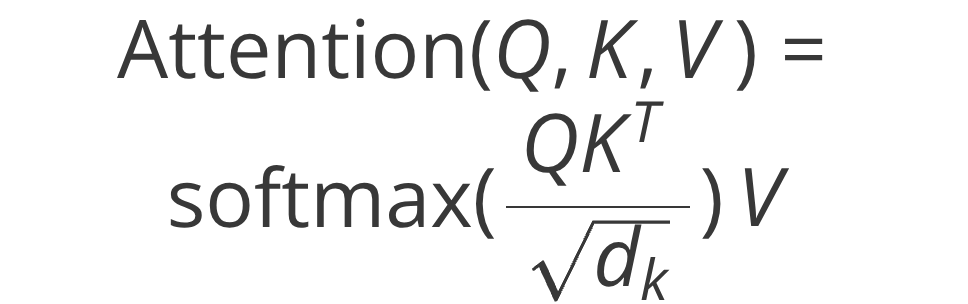 Attention(Q, K, V) =
softmax(QK^T / √d_k) V